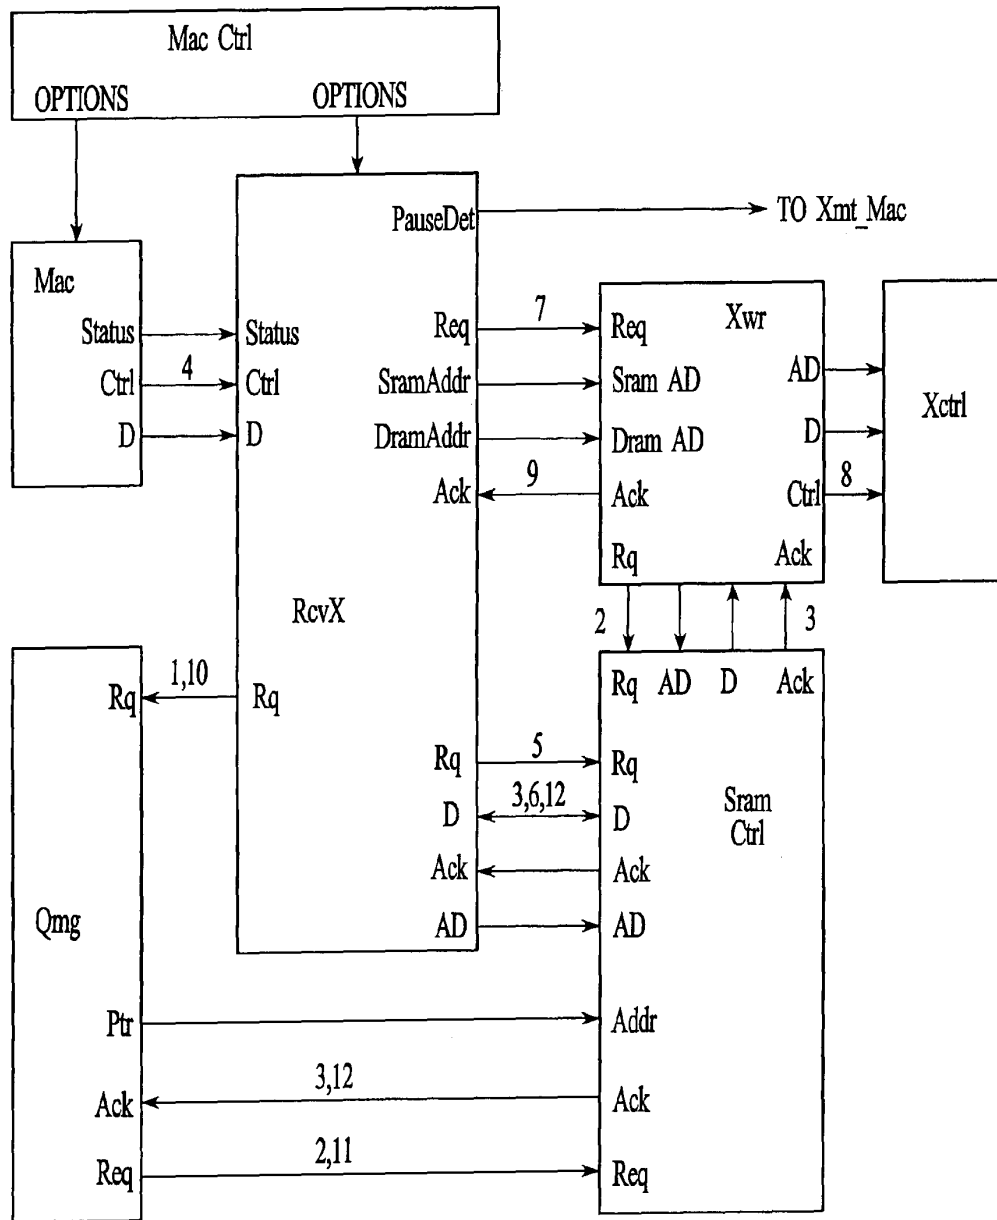 Mac Ctrl
OPTIONS OPTIONS
PauseDet
TO Xmt_Mac
Mac
Status
Ctrl
D
4
Status
Ctrl
D
Req
SramAddr
DramAddr
Ack
7
9
Req
Xwr
Sram AD
Dram AD
Ack
Rq
AD
D
Ctrl
Ack
8
Xctrl
RcvX
2
3
Rq AD D Ack
1,10
Rq
Rq
Rq
D
Ack
AD
5
3,6,12
Rq
D
Ack
AD
Sram
Ctrl
Qmg
Ptr
Addr
Ack
3,12
Ack
Req
2,11
Req